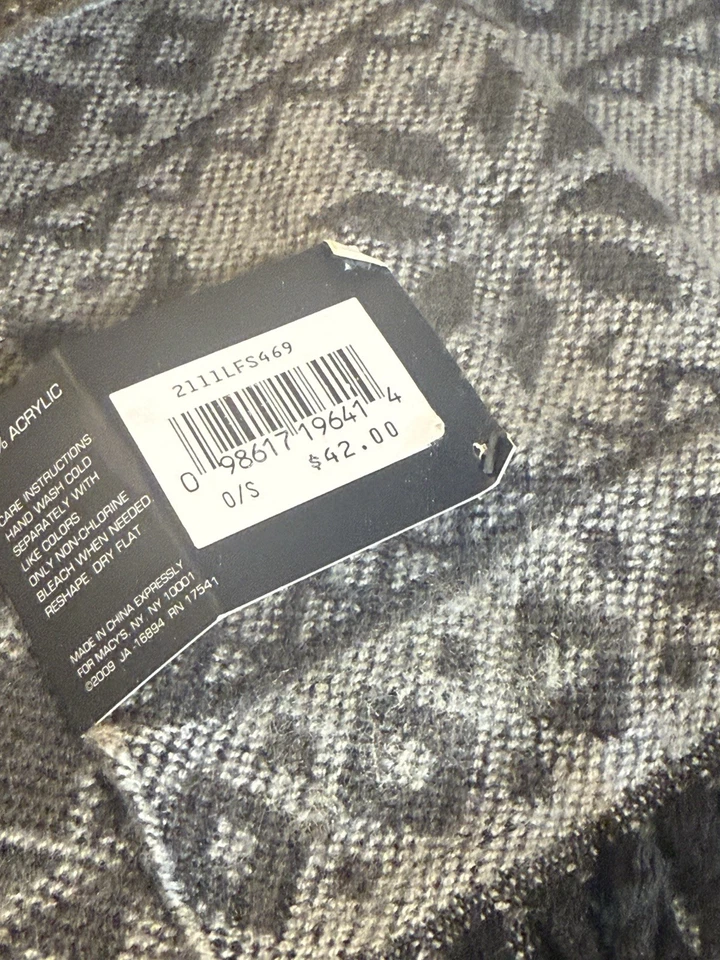 % ACRYLIC
CARE INSTRUCTIONS
HAND WASH COLD
SEPARATELY WITH
LIKE COLORS
ONLY NON-CHLORINE
BLEACH WHEN NEEDED
RESHAPE DRY FLAT
MADE IN CHINA EXPRESSLY
FOR MACYS, NY, NY 10001
©2009 JA-16894 RN 17541
2111LFS469
0 98617 19641 4
O/S $42.00